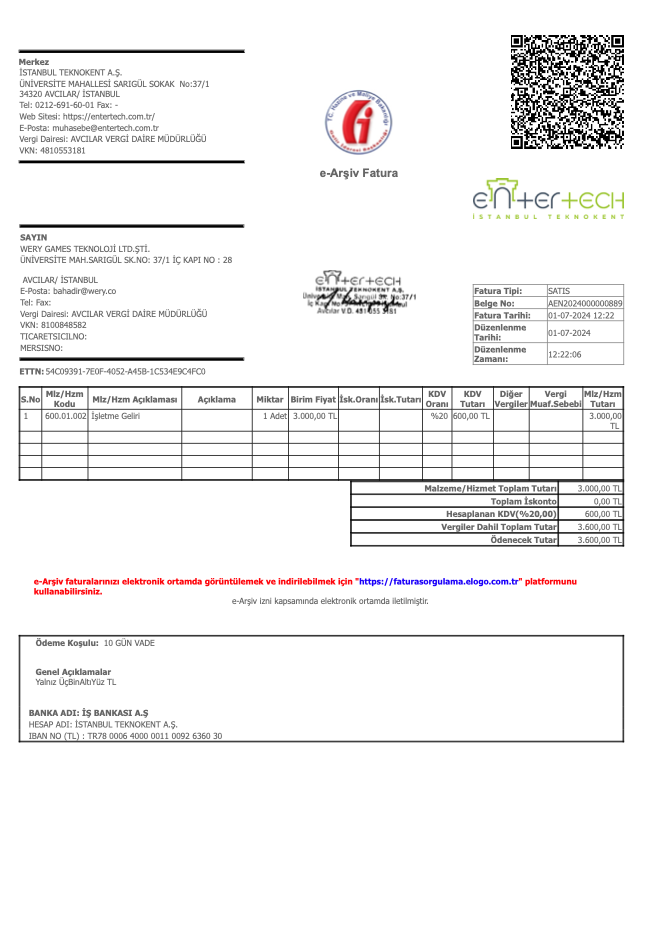 Merkez
İSTANBUL TEKNOKENT A.Ş.
ÜNİVERSİTE MAHALLESİ SARIGÜL SOKAK  No:37/1
34320 AVCILAR/ İSTANBUL
Tel: 0212-691-60-01 Fax: -
Web Sitesi: https://entertech.com.tr/
E-Posta: muhasebe@entertech.com.tr
Vergi Dairesi: AVCILAR VERGİ DAİRE MÜDÜRLÜĞÜ
VKN: 4810553181
T.C. Hazine ve Maliye Bakanlığı
Gelir İdaresi Başkanlığı
e-Arşiv Fatura
entertech
İSTANBUL TEKNOKENT
SAYIN
WERY GAMES TEKNOLOJİ LTD.ŞTİ.
ÜNİVERSİTE MAH.SARIGÜL SK.NO: 37/1 İÇ KAPI NO : 28
AVCILAR/ İSTANBUL
E-Posta: bahadir@wery.co
Tel: Fax:
Vergi Dairesi: AVCILAR VERGİ DAİRE MÜDÜRLÜĞÜ
VKN: 8100848582
TICARETSICILNO:
MERSISNO:
entertech
İSTANBUL TEKNOKENT A.Ş.
Sarıgül Sk. No:37/1
Avcılar V.D. 481 055 3181
Fatura Tipi: SATIS
Belge No: AEN2024000000889
Fatura Tarihi: 01-07-2024 12:22
Düzenlenme Tarihi: 01-07-2024
Düzenlenme Zamanı: 12:22:06
ETTN: 54C09391-7E0F-4052-A45B-1C534E9C4FC0
S.No Mlz/Hzm Kodu Mlz/Hzm Açıklaması Açıklama Miktar Birim Fiyat İsk.Oranı İsk.Tutarı KDV Oranı KDV Tutarı Diğer Vergiler Vergi Muaf.Sebebi Mlz/Hzm Tutarı
1 600.01.002 İşletme Geliri 1 Adet 3.000,00 TL %20 600,00 TL 3.000,00 TL
Malzeme/Hizmet Toplam Tutarı 3.000,00 TL
Toplam İskonto 0,00 TL
Hesaplanan KDV(%20,00) 600,00 TL
Vergiler Dahil Toplam Tutar 3.600,00 TL
Ödenecek Tutar 3.600,00 TL
e-Arşiv faturalarınızı elektronik ortamda görüntülemek ve indirilebilmek için "https://faturasorgulama.elogo.com.tr" platformunu
kullanabilirsiniz.
e-Arşiv izni kapsamında elektronik ortamda iletilmiştir.
Ödeme Koşulu:  10 GÜN VADE
Genel Açıklamalar
Yalnız ÜçBinAltıYüz TL
BANKA ADI: İŞ BANKASI A.Ş
HESAP ADI: İSTANBUL TEKNOKENT A.Ş.
IBAN NO (TL) : TR78 0006 4000 0011 0092 6360 30